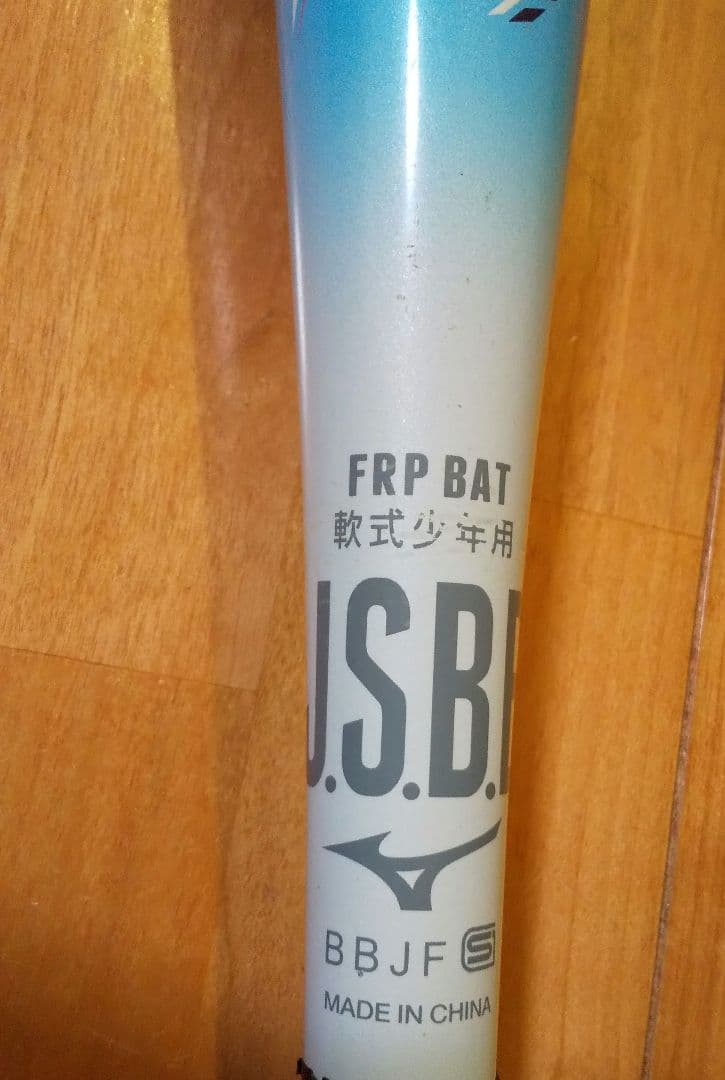 FRP BAT
軟式少年用
J.S.B.B
BBJF S
MADE IN CHINA